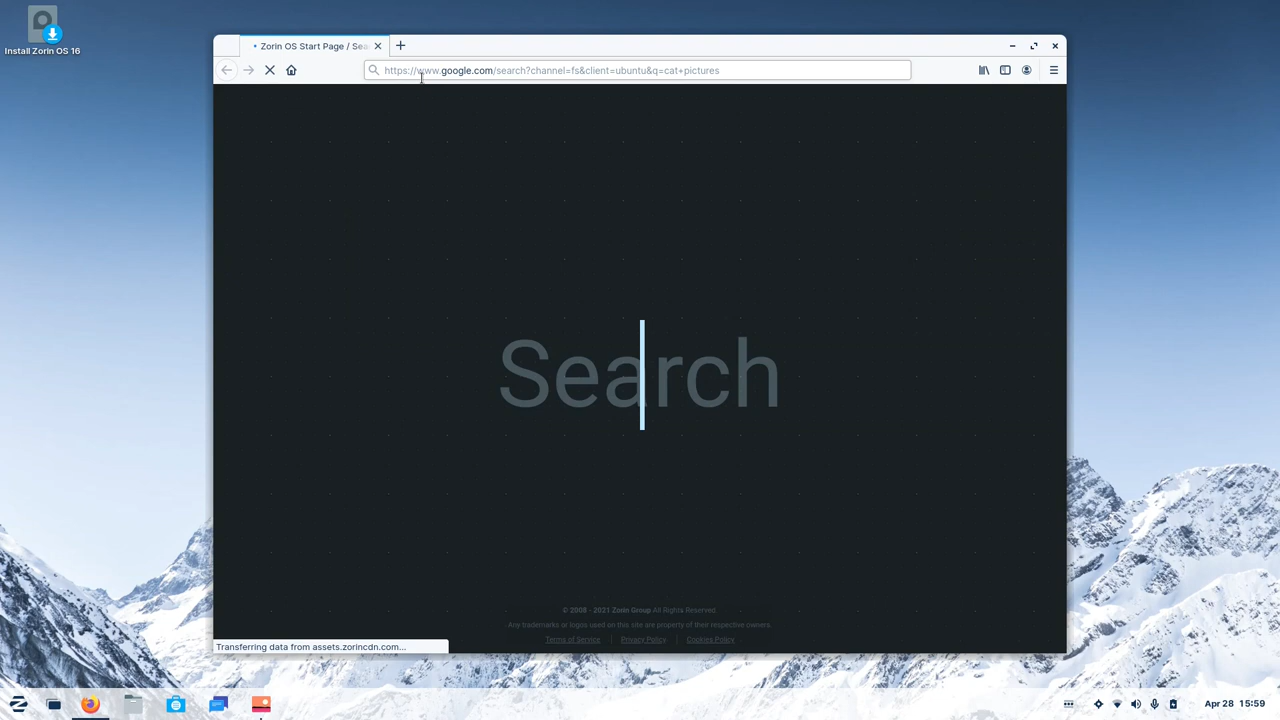 Install Zorin OS 16
Zorin OS Start Page / Sea
https://www.google.com/search?channel=fs&client=ubuntu&q=cat+pictures
Search
© 2008 - 2021 Zorin Group All Rights Reserved.
Any trademarks or logos used on this site are property of their respective owners.
Terms of Service | Privacy Policy | Cookies Policy
Transferring data from assets.zorincdn.com...
Apr 28 15:59